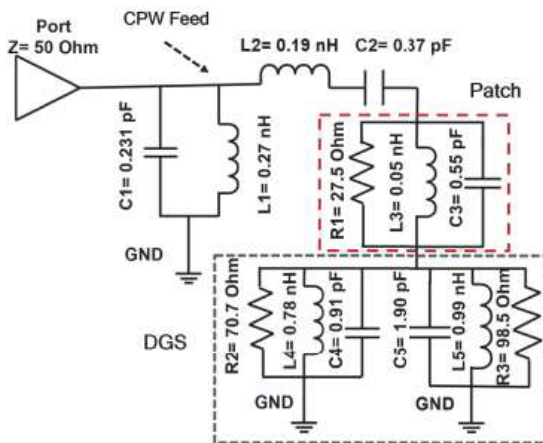 CPW Feed
Port
Z= 50 Ohm
L2= 0.19 nH
C2= 0.37 pF
Patch
C1= 0.231 pF
L1= 0.27 nH
R1= 27.5 Ohm
L3= 0.05 nH
C3= 0.55 pF
GND
DGS
R2= 70.7 Ohm
L4= 0.78 nH
C4= 0.91 pF
C5= 1.90 pF
L5= 0.99 nH
R3= 98.5 Ohm
GND
GND